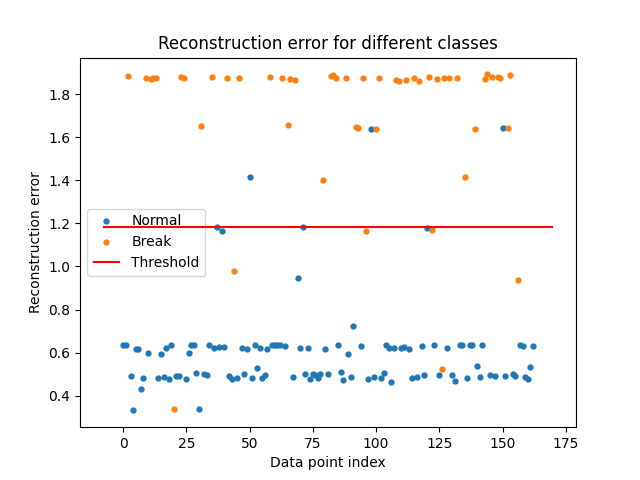 Reconstruction error for different classes
Reconstruction error
1.8
1.6
1.4
1.2
1.0
0.8
0.6
0.4
Normal
Break
Threshold
0
25
50
75
100
125
150
175
Data point index